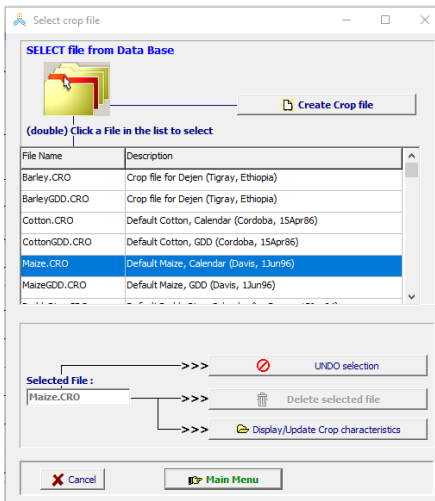 Select crop file
SELECT file from Data Base
Create Crop file
(double) Click a File in the list to select
File Name Description
Barley.CRO Crop file for Dejen (Tigray, Ethiopia)
BarleyGDD.CRO Crop file for Dejen (Tigray, Ethiopia)
Cotton.CRO Default Cotton, Calendar (Cordoba, 15Apr86)
CottonGDD.CRO Default Cotton, GDD (Cordoba, 15Apr86)
Maize.CRO Default Maize, Calendar (Davis, 1Jun96)
MaizeGDD.CRO Default Maize, GDD (Davis, 1Jun96)
>>> UNDO selection
Selected File :
Maize.CRO
>>> Delete selected file
>>> Display/Update Crop characteristics
Cancel
Main Menu